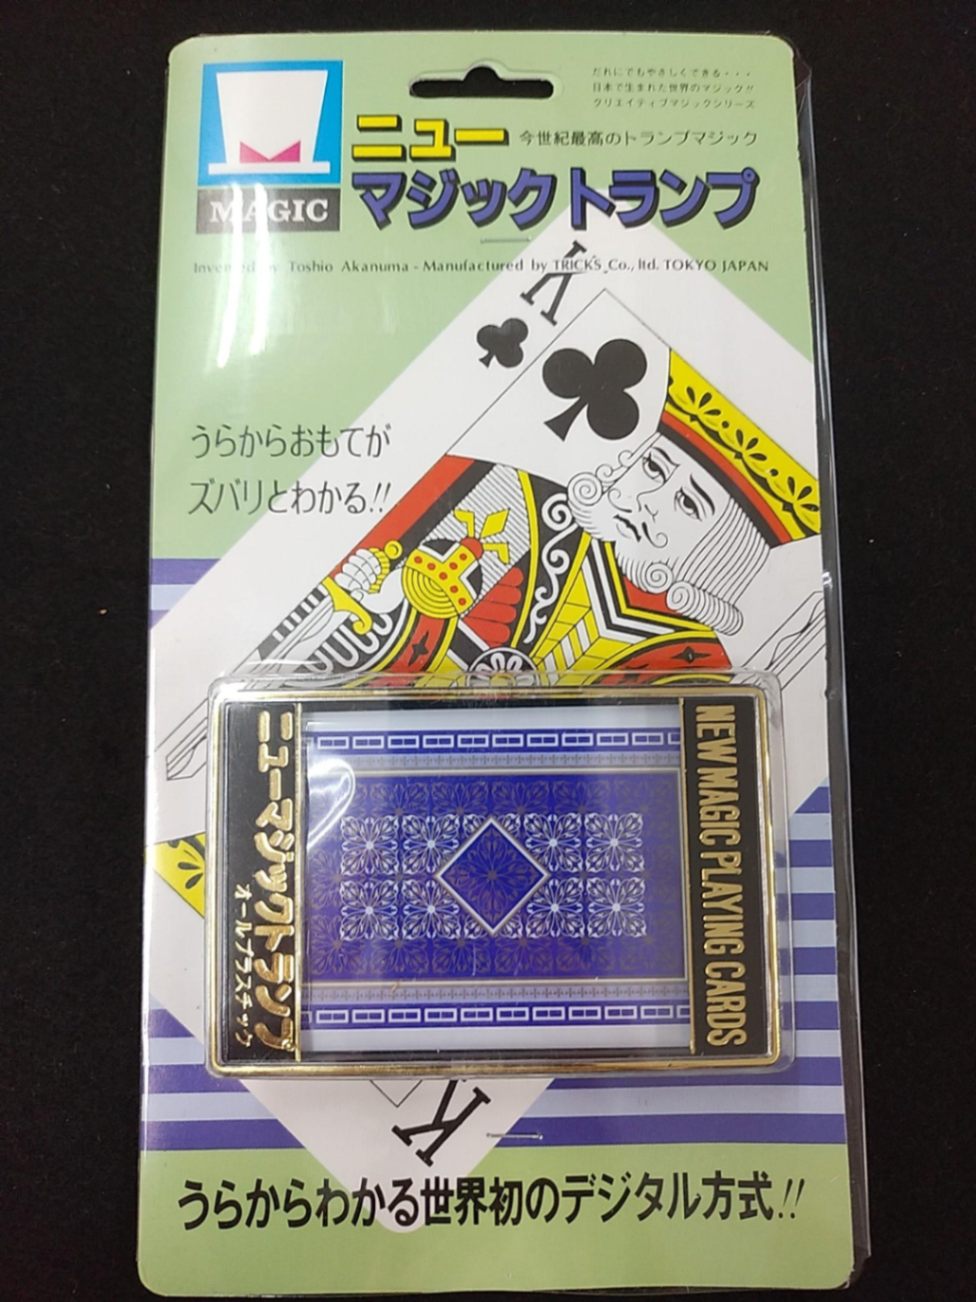 だれにでもやさしくできる・・・
日本で生まれた世界のマジック!!
クリエイティブマジックシリーズ
ニュー 今世紀最高のトランプマジック
マジックトランプ
MAGIC
Invented by Toshio Akanuma - Manufactured by TRICKS Co., ltd. TOKYO JAPAN
K
うらからおもてが
ズバリとわかる!!
ニューマジックトランプ
オールプラスチック
NEW MAGIC PLAYING CARDS
K
うらからわかる世界初のデジタル方式!!